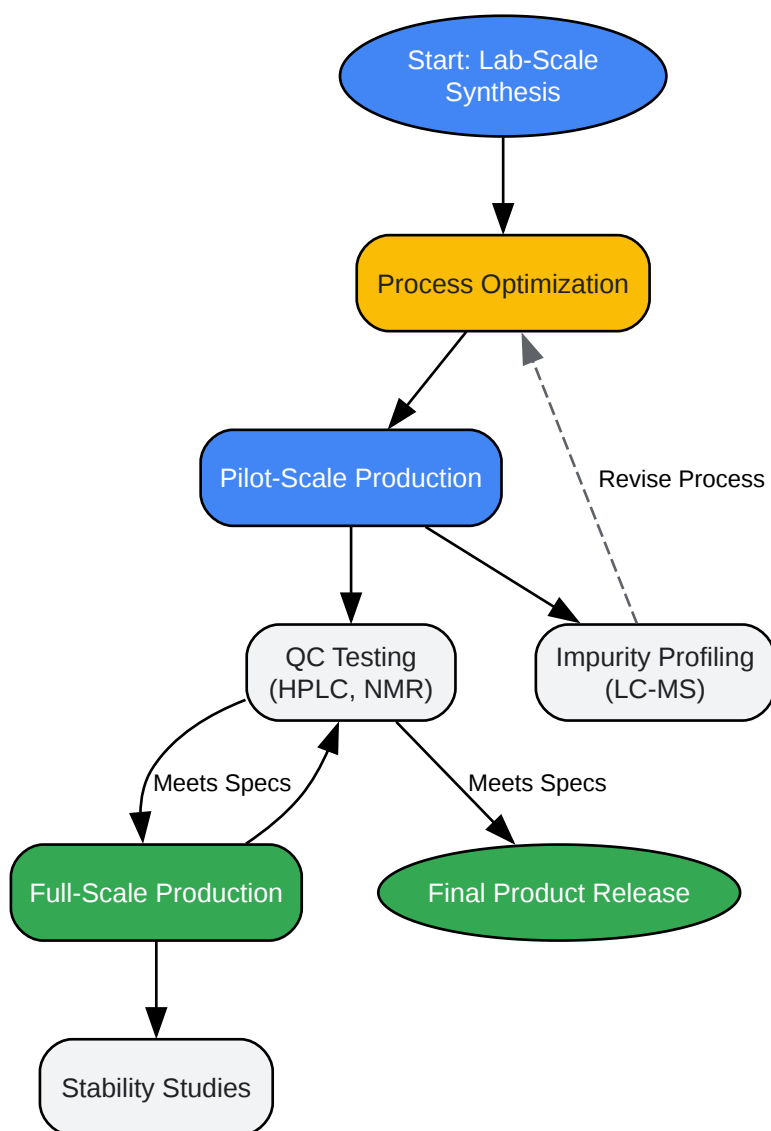 Start: Lab-Scale
Synthesis
Process Optimization
Pilot-Scale Production
Revise Process
QC Testing
(HPLC, NMR)
Impurity Profiling
(LC-MS)
Meets Specs
Meets Specs
Full-Scale Production
Final Product Release
Stability Studies